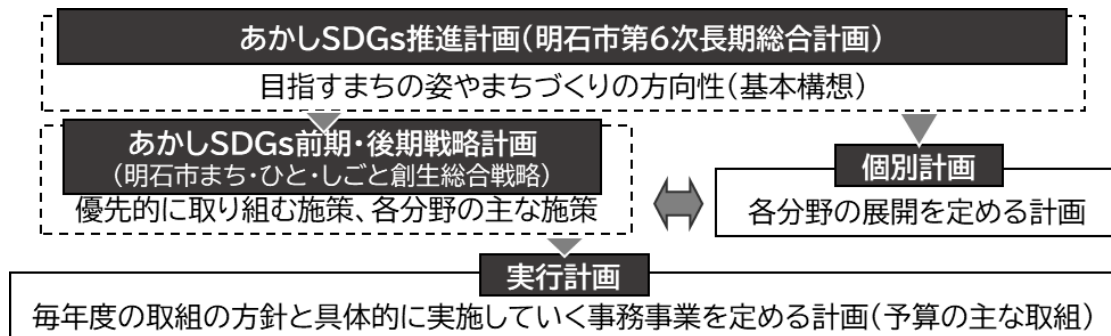 あかしSDGs推進計画(明石市第6次長期総合計画)
目指すまちの姿やまちづくりの方向性(基本構想)
あかしSDGs前期・後期戦略計画
(明石市まち・ひと・しごと創生総合戦略)
優先的に取り組む施策、各分野の主な施策
個別計画
各分野の展開を定める計画
実行計画
毎年度の取組の方針と具体的に実施していく事務事業を定める計画(予算の主な取組)